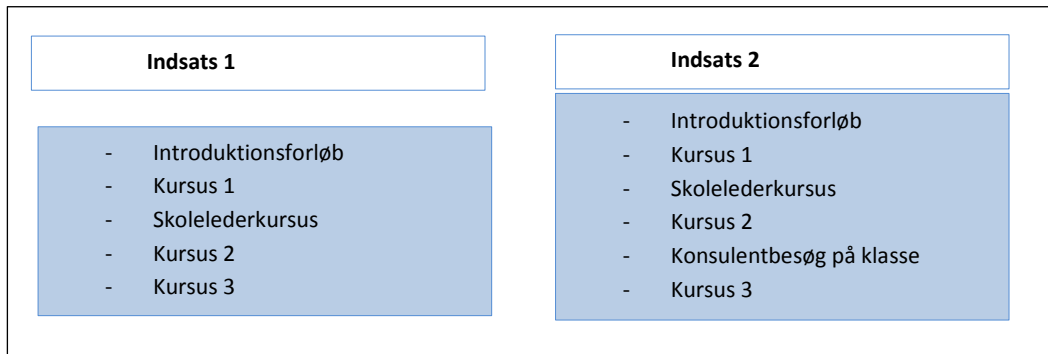 Indsats 1
- Introduktionsforløb
- Kursus 1
- Skolelederkursus
- Kursus 2
- Kursus 3
Indsats 2
- Introduktionsforløb
- Kursus 1
- Skolelederkursus
- Kursus 2
- Konsulentbesøg på klasse
- Kursus 3